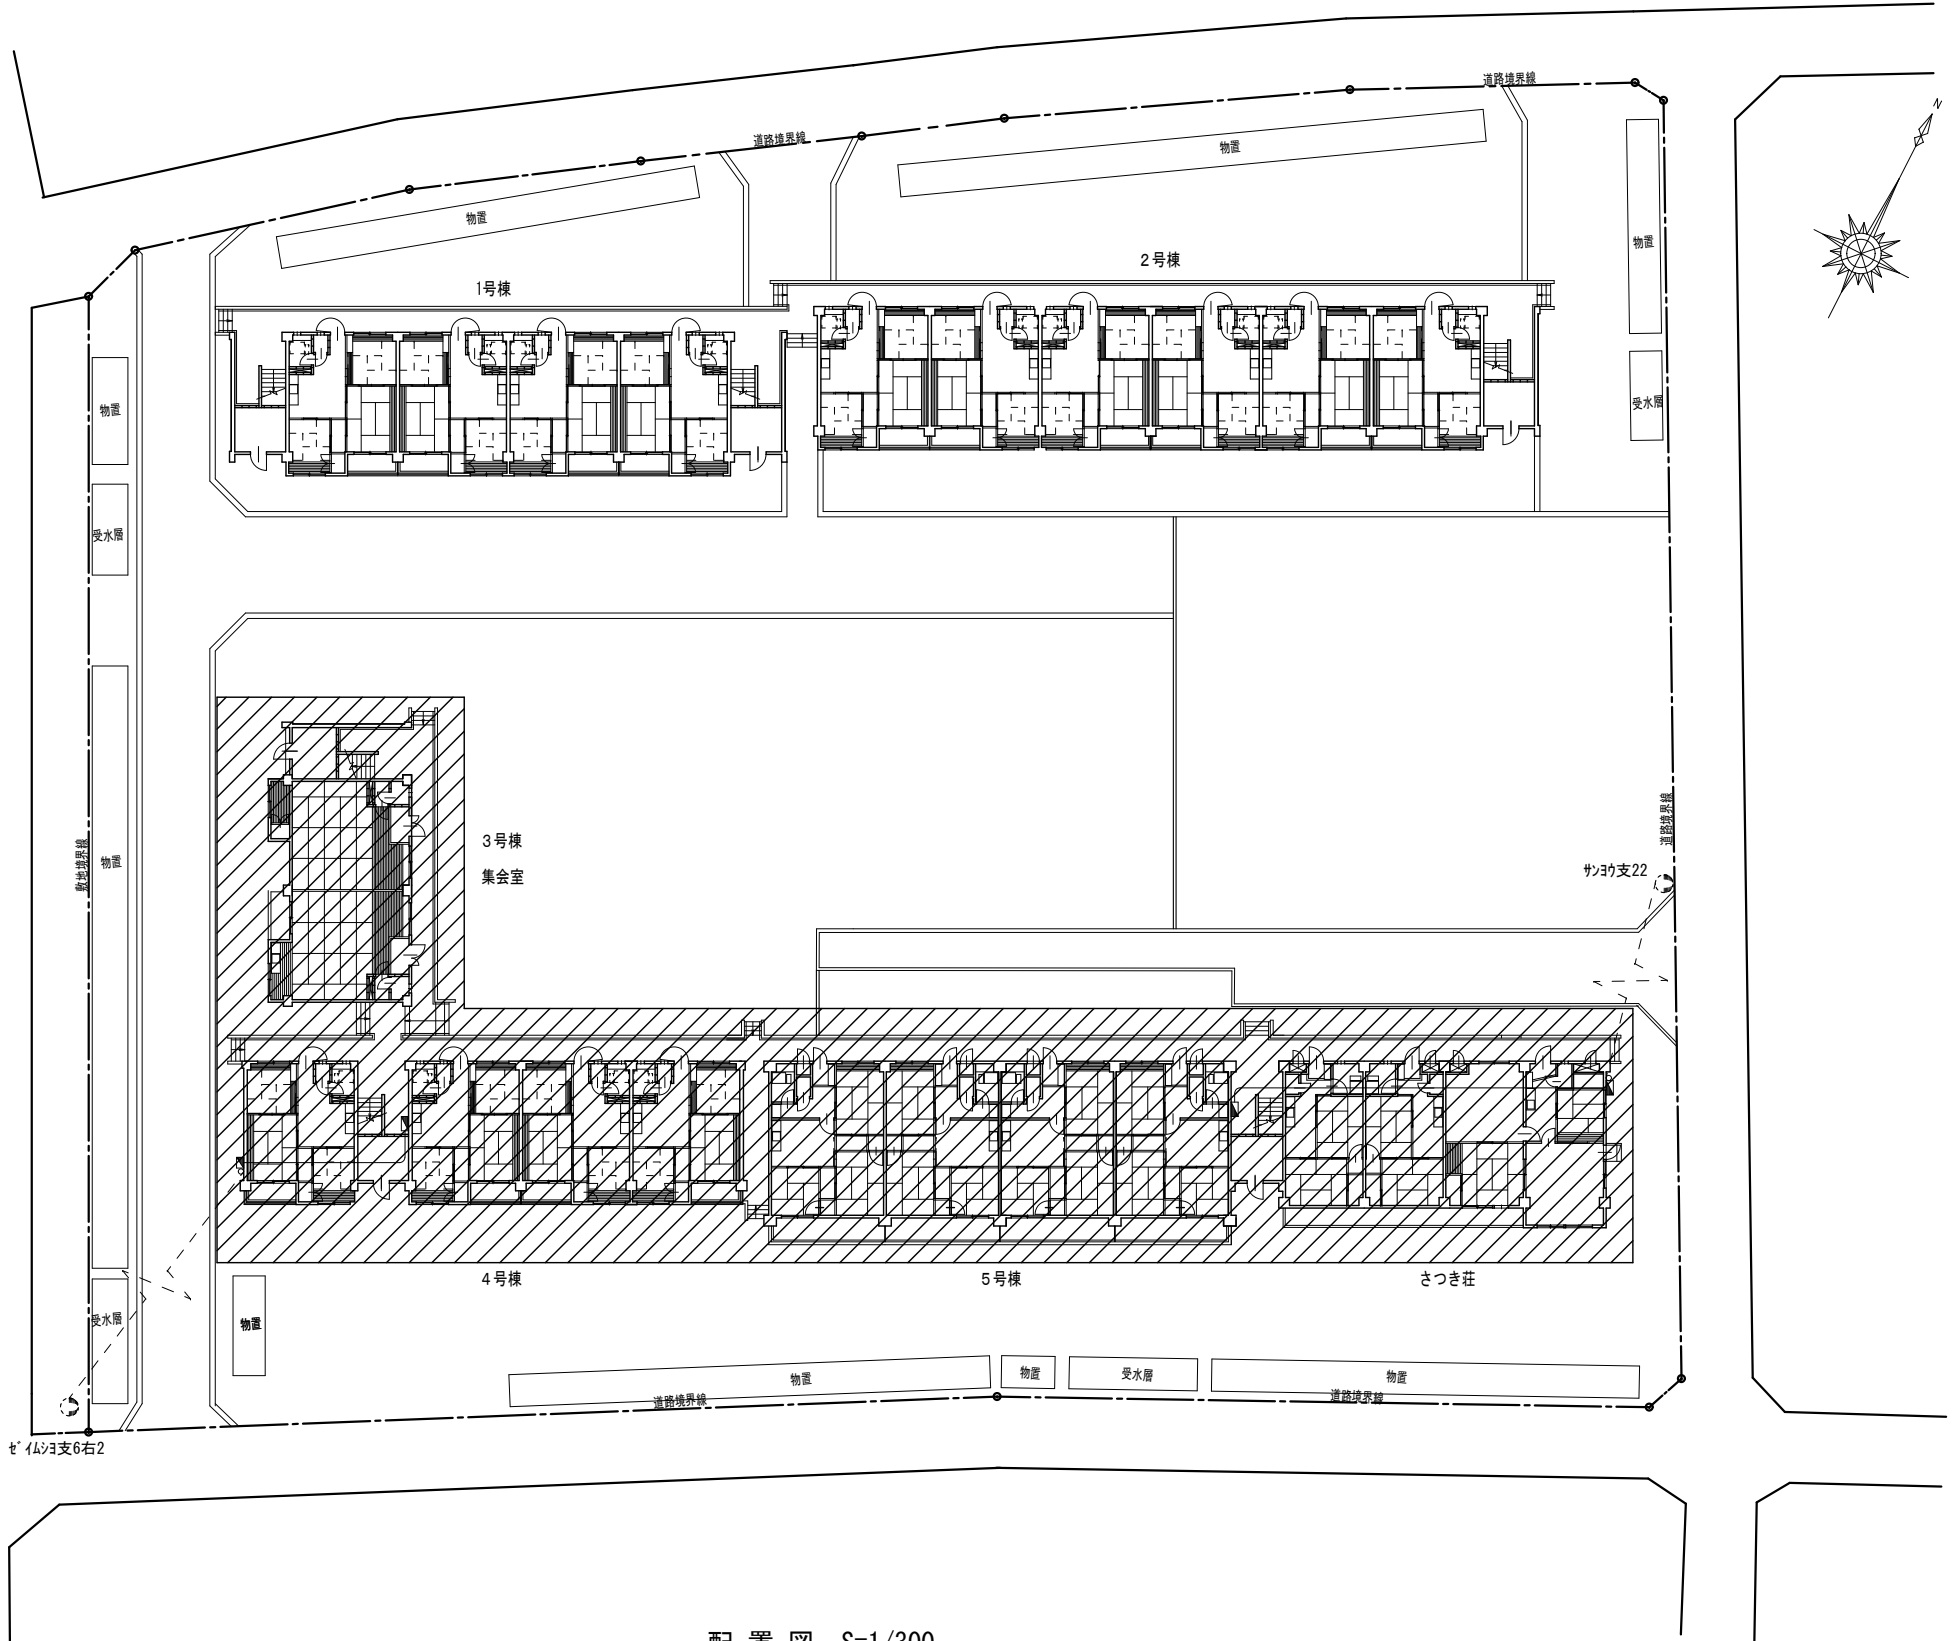 道路境界線
N
道路境界線
物置
物置
物置
物置
2号棟
1号棟
物置
受水層
受水層
3号棟
集会室
道路境界線
敷地境界線
物置
サンヨウ支22
4号棟
5号棟
さつき荘
受水層
物置
物置
物置
受水層
物置
道路境界線
道路境界線
ゼイムショ支6右2
配置図 S=1/300